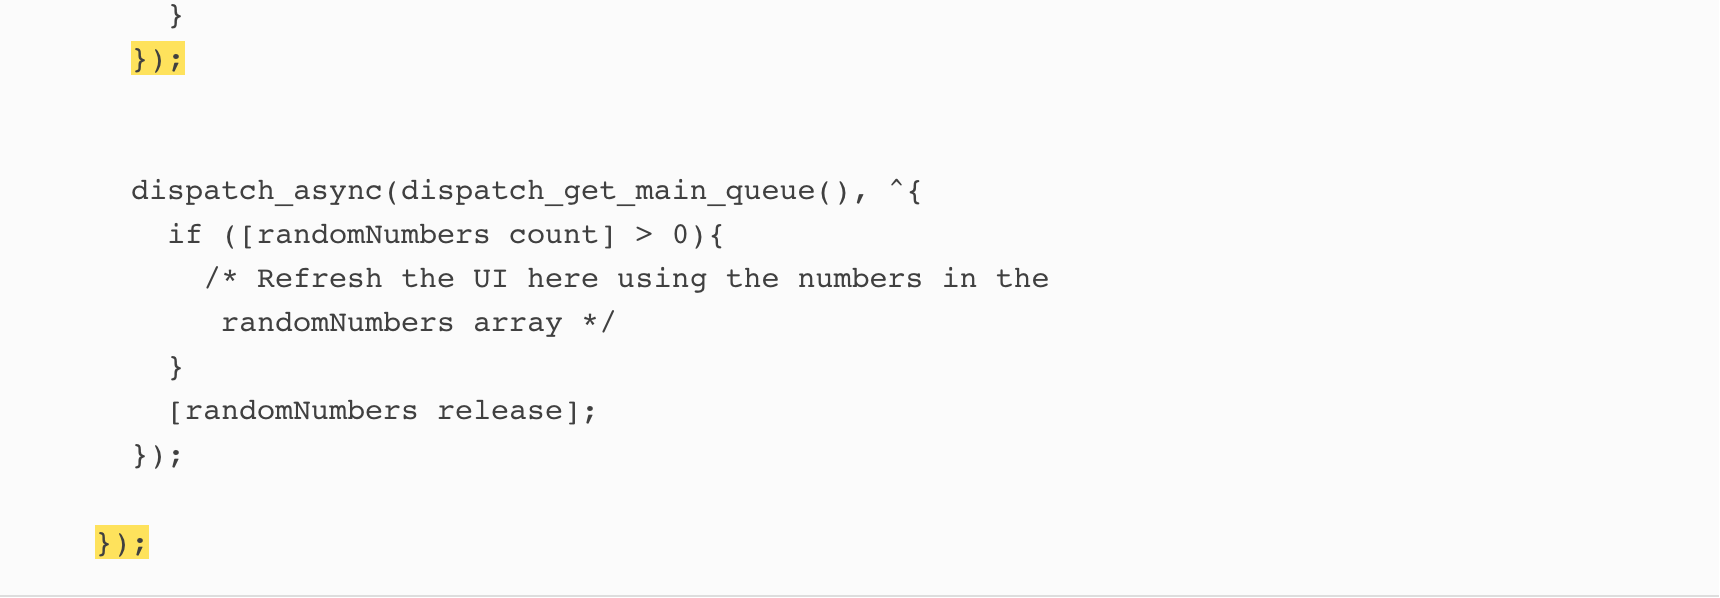 }
});
dispatch_async(dispatch_get_main_queue(), ^{
if ([randomNumbers count] > 0){
/* Refresh the UI here using the numbers in the
randomNumbers array */
}
[randomNumbers release];
});
});